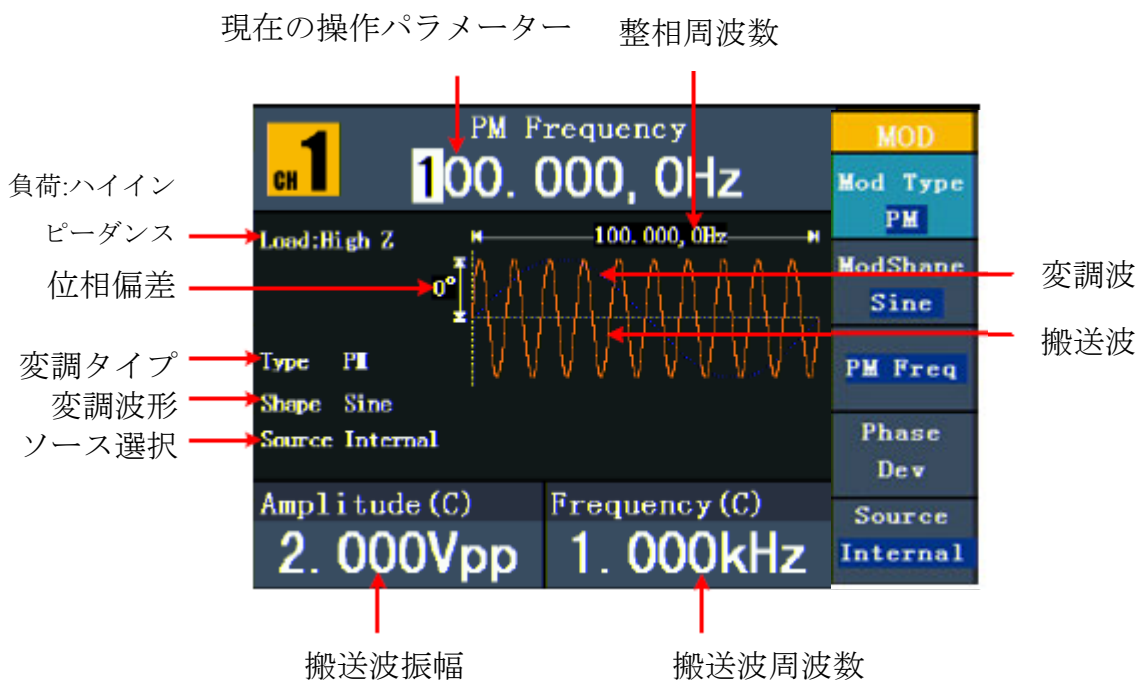 現在の操作パラメーター
整相周波数
CH 1
PM Frequency
100.000,0Hz
MOD
Mod Type
PM
ModShape
Sine
PM Freq
Phase
Dev
Source
Internal
負荷:ハイイン
ピーダンス
位相偏差
変調タイプ
変調波形
ソース選択
Load:High Z
100.000,0Hz
0°
Type PM
Shape Sine
Source Internal
変調波
搬送波
Amplitude(C)
2.000Vpp
Frequency(C)
1.000kHz
搬送波振幅
搬送波周波数